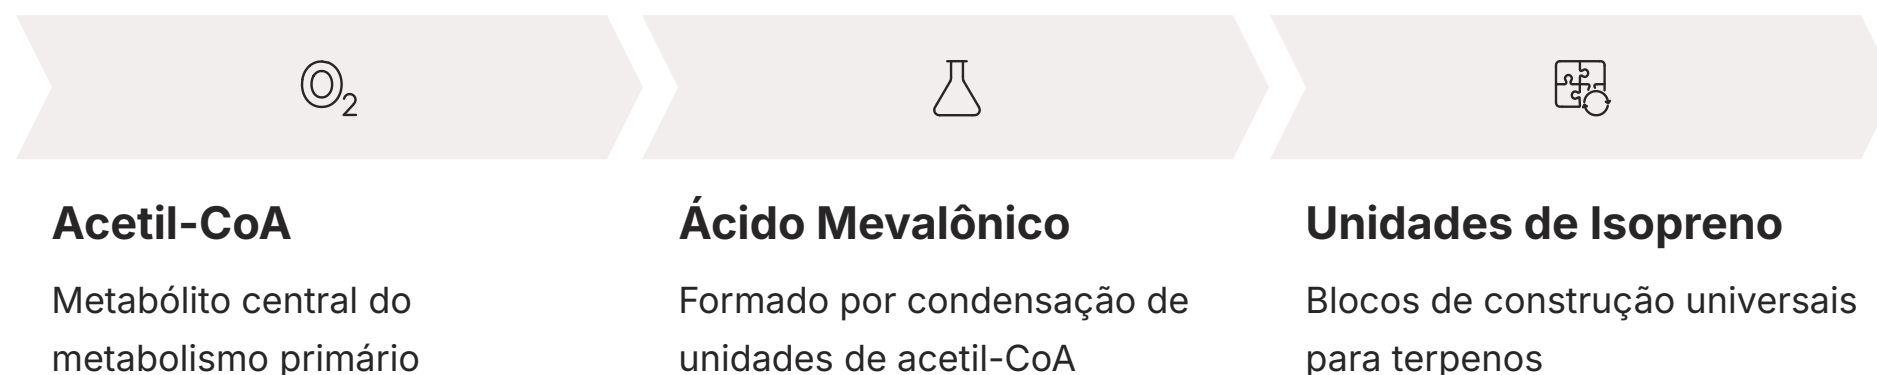 O2
Acetil-CoA
Metabólito central do
metabolismo primário
Ácido Mevalônico
Formado por condensação de
unidades de acetil-CoA
Unidades de Isopreno
Blocos de construção universais
para terpenos